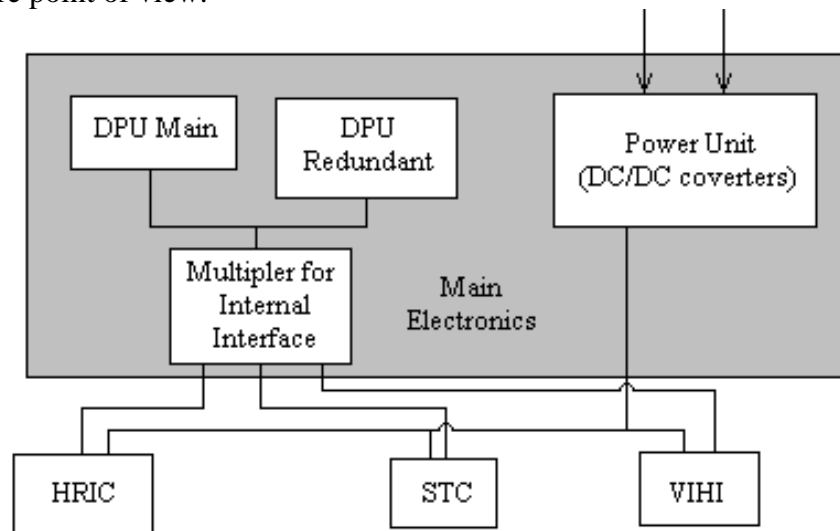 point of view.
DPU Main
DPU
Redundant
Power Unit
(DC/DC coverters)
Multipler for
Internal
Interface
Main
Electronics
HRIC
STC
VIHI